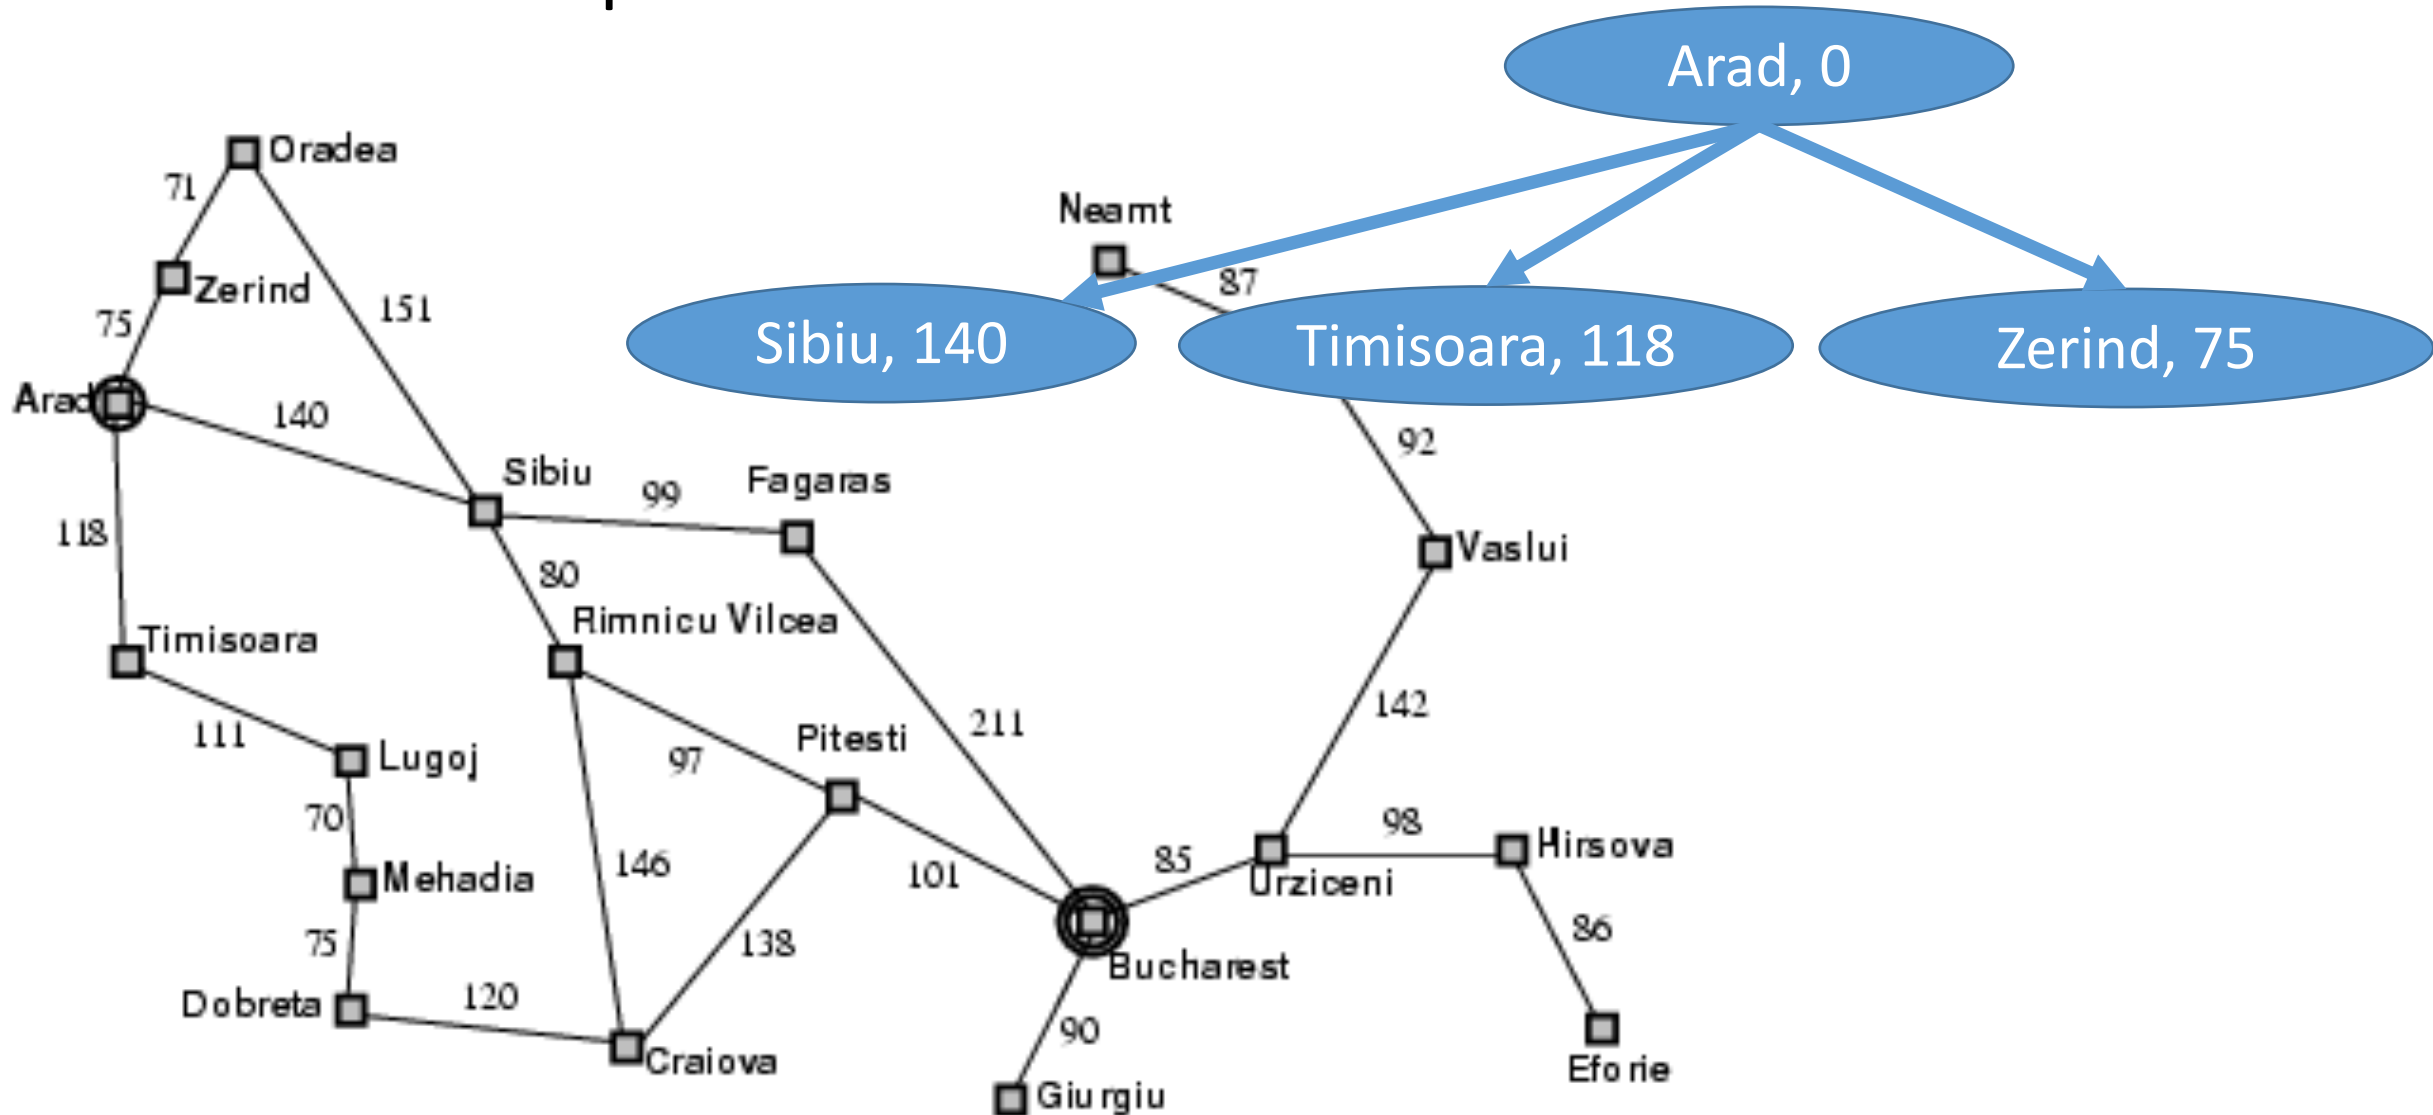 Arad, 0
Sibiu, 140
Timisoara, 118
Zerind, 75
Oradea
71
Neamt
87
Zerind
151
75
Arad
140
92
Sibiu
99
Fagaras
118
Vaslui
80
Rimnicu Vilcea
Timisoara
142
211
111
Lugoj
97
Pitesti
70
98
Hirsova
146
85
Urziceni
Mehadia
101
86
75
138
Bucharest
Dobreta
120
90
Craiova
Eforie
Giurgiu